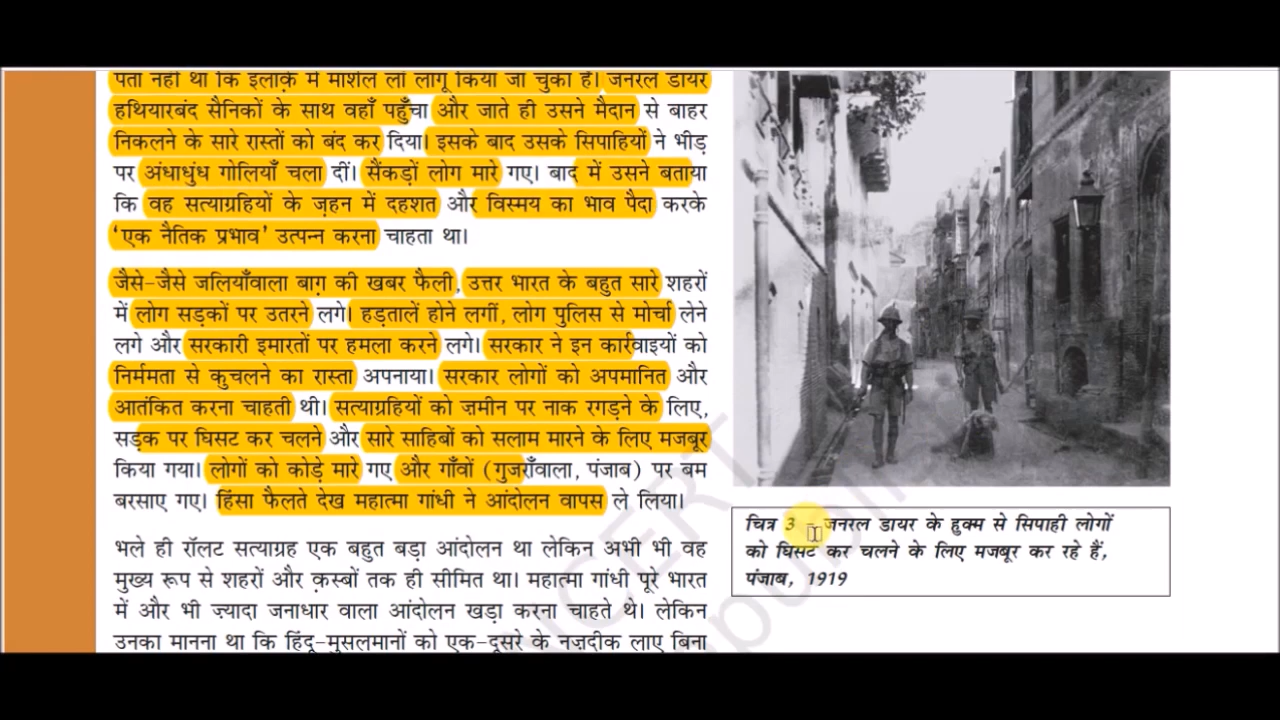 पता नहीं था कि इलाक़े में मार्शल लॉ लागू किया जा चुका है। जनरल डायर
हथियारबंद सैनिकों के साथ वहाँ पहुँचा और जाते ही उसने मैदान से बाहर
निकलने के सारे रास्तों को बंद कर दिया। इसके बाद उसके सिपाहियों ने भीड़
पर अंधाधुंध गोलियाँ चला दीं। सैंकड़ों लोग मारे गए। बाद में उसने बताया
कि वह सत्याग्रहियों के ज़हन में दहशत और विस्मय का भाव पैदा करके
‘एक नैतिक प्रभाव’ उत्पन्न करना चाहता था।
जैसे-जैसे जलियाँवाला बाग़ की खबर फैली, उत्तर भारत के बहुत सारे शहरों
में लोग सड़कों पर उतरने लगे। हड़तालें होने लगीं, लोग पुलिस से मोर्चा लेने
लगे और सरकारी इमारतों पर हमला करने लगे। सरकार ने इन कार्रवाइयों को
निर्ममता से कुचलने का रास्ता अपनाया। सरकार लोगों को अपमानित और
आतंकित करना चाहती थी। सत्याग्रहियों को ज़मीन पर नाक रगड़ने के लिए,
सड़क पर घिसट कर चलने और सारे साहिबों को सलाम मारने के लिए मजबूर
किया गया। लोगों को कोड़े मारे गए और गाँवों (गुजराँवाला, पंजाब) पर बम
बरसाए गए। हिंसा फैलते देख महात्मा गांधी ने आंदोलन वापस ले लिया।
भले ही रॉलट सत्याग्रह एक बहुत बड़ा आंदोलन था लेकिन अभी भी वह
मुख्य रूप से शहरों और क़स्बों तक ही सीमित था। महात्मा गांधी पूरे भारत
में और भी ज़्यादा जनाधार वाला आंदोलन खड़ा करना चाहते थे। लेकिन
उनका मानना था कि हिंदू-मुसलमानों को एक-दूसरे के नज़दीक लाए बिना
चित्र 3 – जनरल डायर के हुक्म से सिपाही लोगों
को घिसट कर चलने के लिए मजबूर कर रहे हैं,
पंजाब, 1919